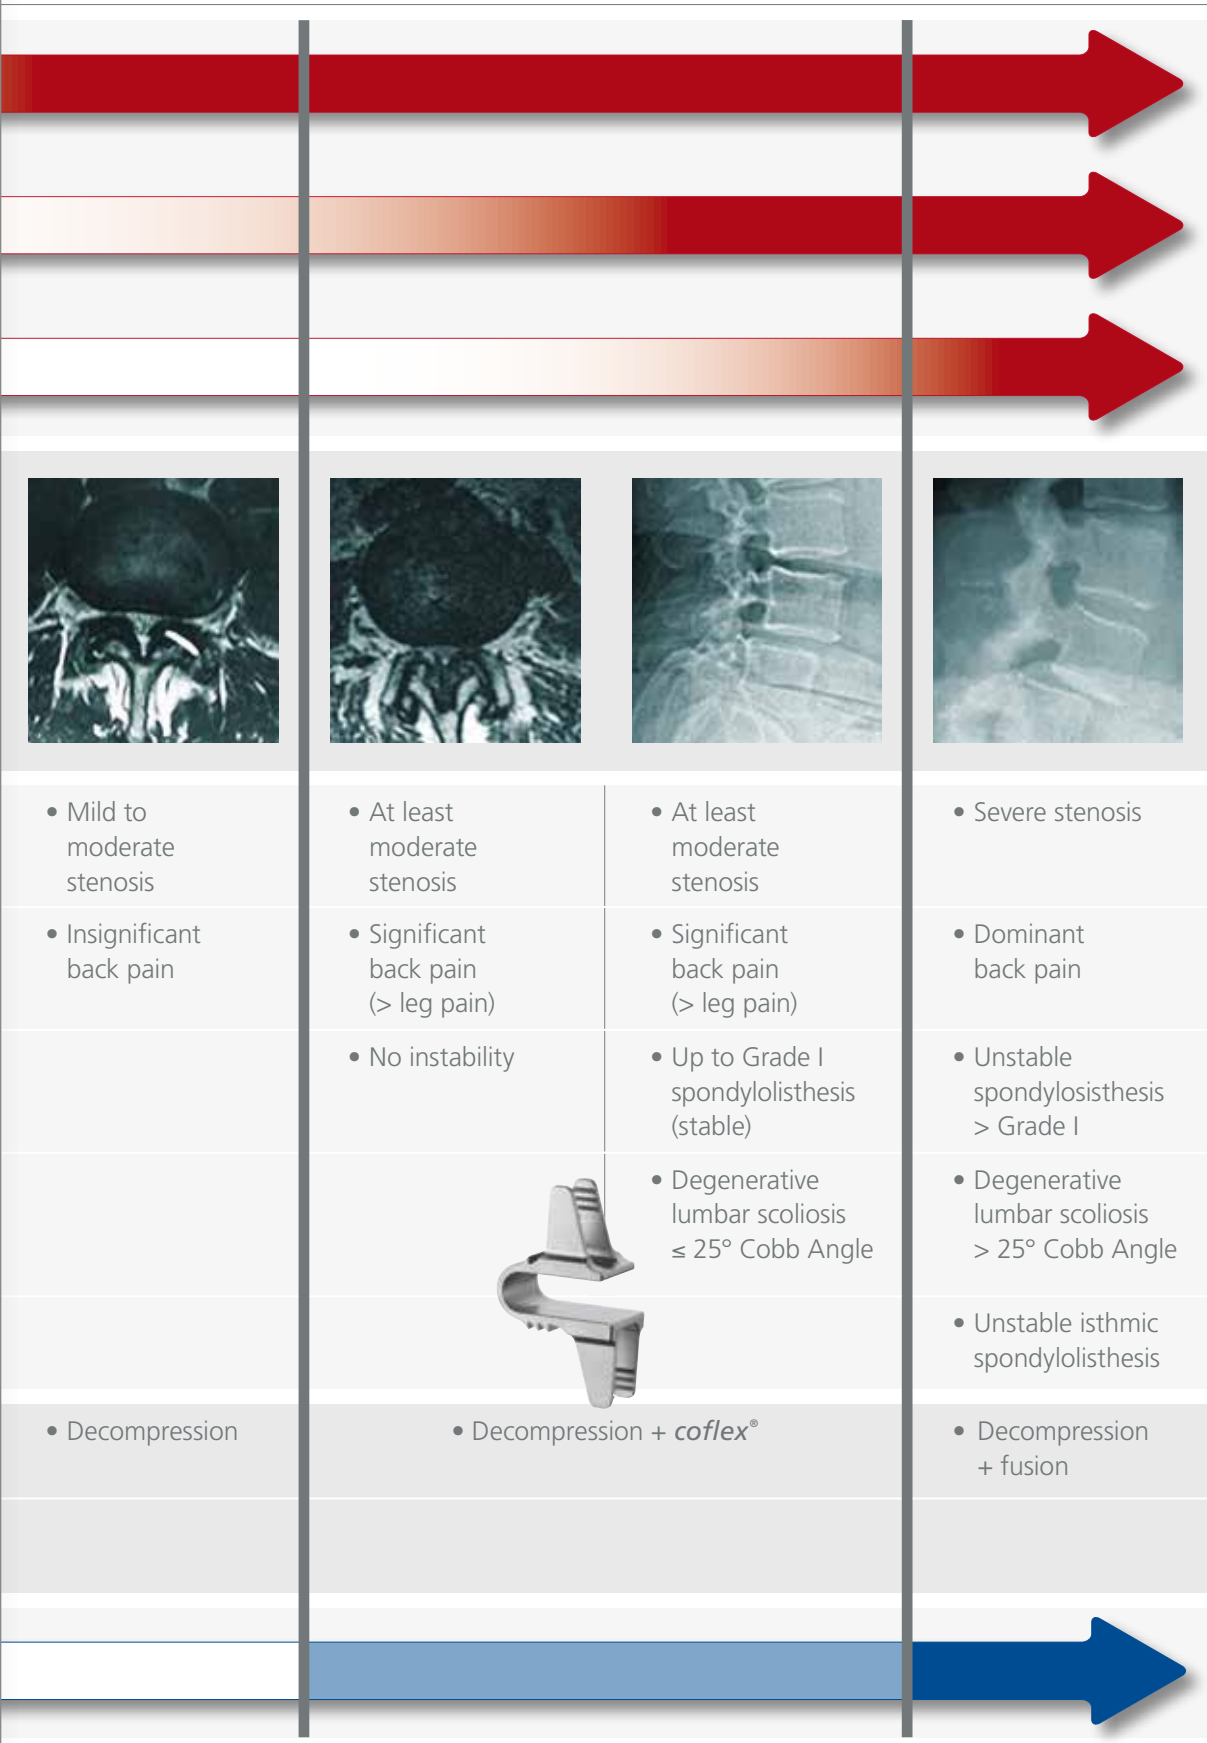 • Mild to
moderate
stenosis
• At least
moderate
stenosis
• At least
moderate
stenosis
• Severe stenosis
• Insignificant
back pain
• Significant
back pain
(> leg pain)
• Significant
back pain
(> leg pain)
• Dominant
back pain
• No instability
• Up to Grade I
spondylolisthesis
(stable)
• Unstable
spondylosisthesis
> Grade I
• Degenerative
lumbar scoliosis
≤ 25° Cobb Angle
• Degenerative
lumbar scoliosis
> 25° Cobb Angle
• Unstable isthmic
spondylolisthesis
• Decompression
• Decompression + coflex®
• Decompression
+ fusion